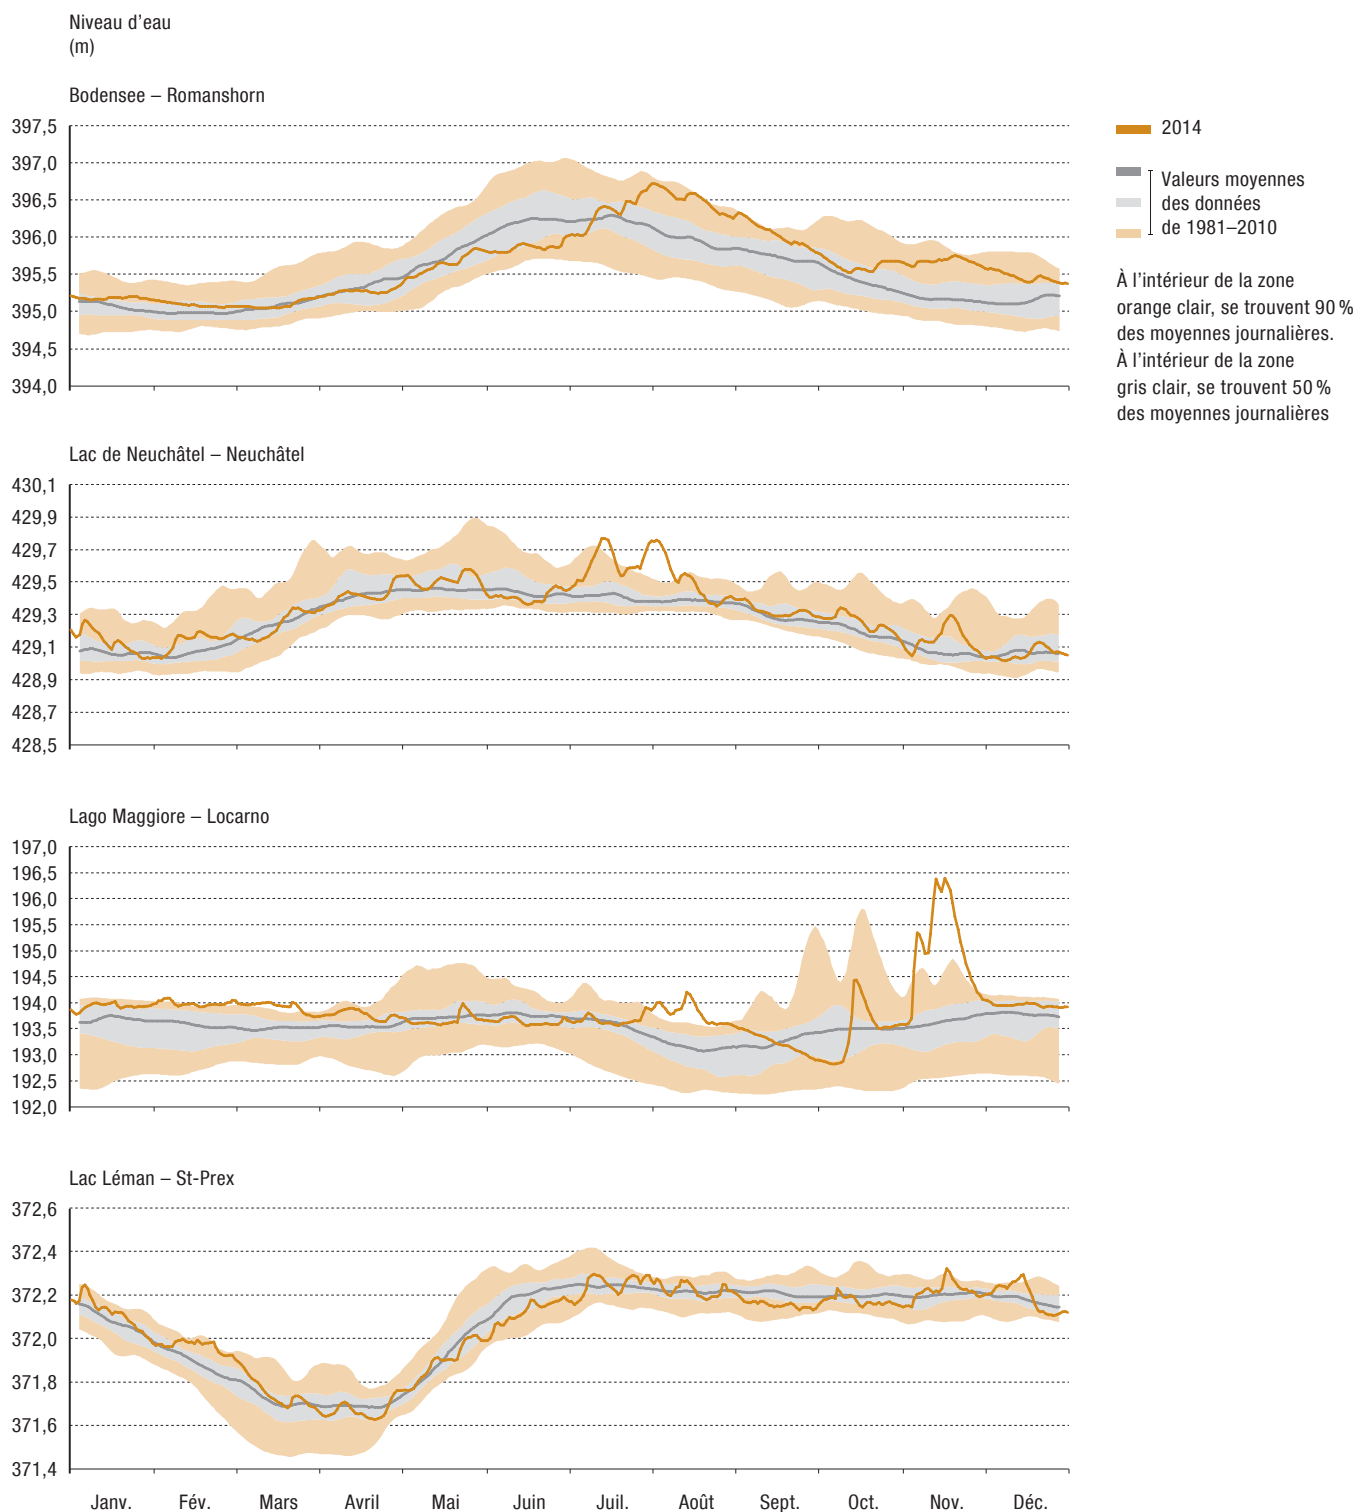 Niveau d'eau
(m)
Bodensee – Romanshorn
397,5
397,0
396,5
396,0
395,5
395,0
394,5
394,0
2014
Valeurs moyennes
des données
de 1981–2010
À l'intérieur de la zone
orange clair, se trouvent 90 %
des moyennes journalières.
À l'intérieur de la zone
gris clair, se trouvent 50 %
des moyennes journalières
Lac de Neuchâtel – Neuchâtel
430,1
429,9
429,7
429,5
429,3
429,1
428,9
428,7
428,5
Lago Maggiore – Locarno
197,0
196,5
196,0
195,5
195,0
194,5
194,0
193,5
193,0
192,5
192,0
Lac Léman – St-Prex
372,6
372,4
372,2
372,0
371,8
371,6
371,4
Janv. Fév. Mars Avril Mai Juin Juil. Août Sept. Oct. Nov. Déc.